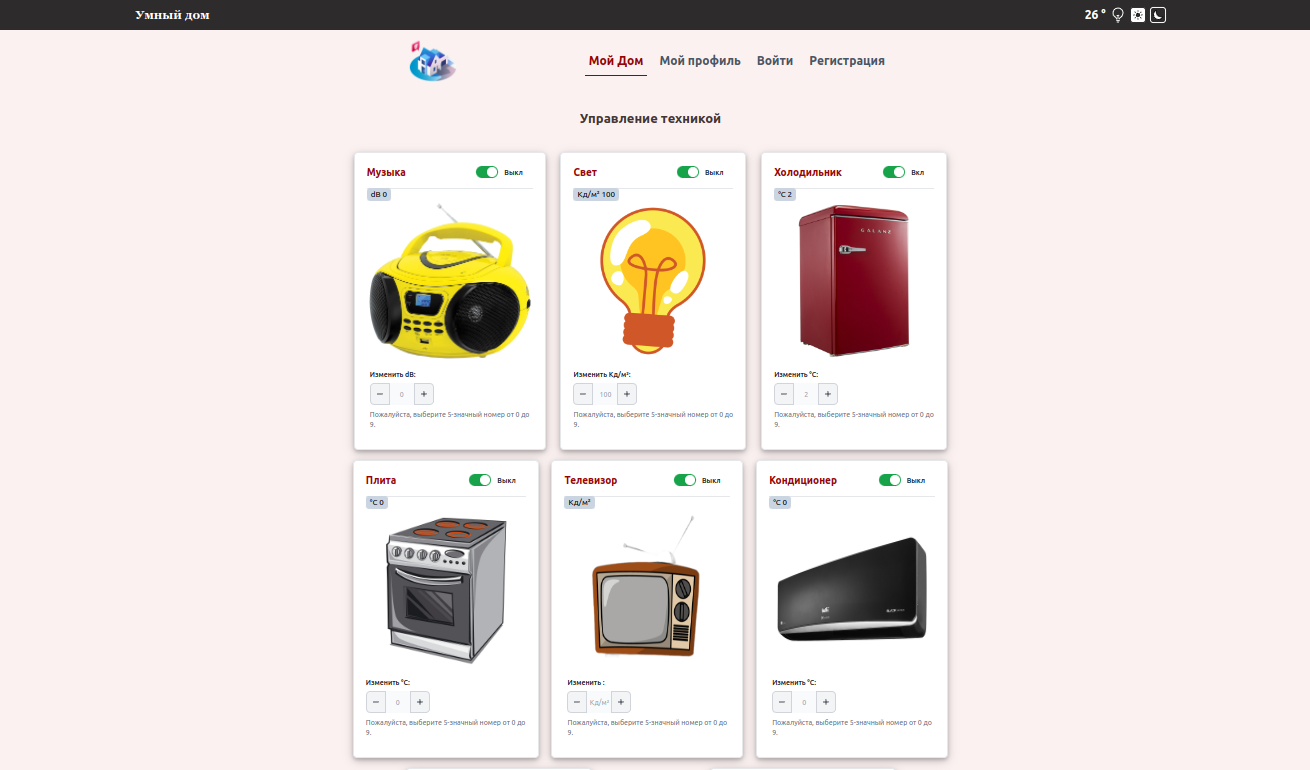 Умный дом
26 °
Мой Дом Мой профиль Войти Регистрация
Управление техникой
Музыка Выкл
dB 0
Изменить dB:
− 0 +
Пожалуйста, выберите 5-значный номер от 0 до
9.
Свет Выкл
Кд/м² 100
Изменить Кд/м²:
− 100 +
Пожалуйста, выберите 5-значный номер от 0 до
9.
Холодильник Вкл
°C 2
GALANZ
Изменить °C:
− 2 +
Пожалуйста, выберите 5-значный номер от 0 до
9.
Плита Выкл
°C 0
Изменить °C:
− 0 +
Пожалуйста, выберите 5-значный номер от 0 до
9.
Телевизор Выкл
Кд/м²
Изменить :
− Кд/м² +
Пожалуйста, выберите 5-значный номер от 0 до
9.
Кондиционер Выкл
°C 0
Изменить °C:
− 0 +
Пожалуйста, выберите 5-значный номер от 0 до
9.